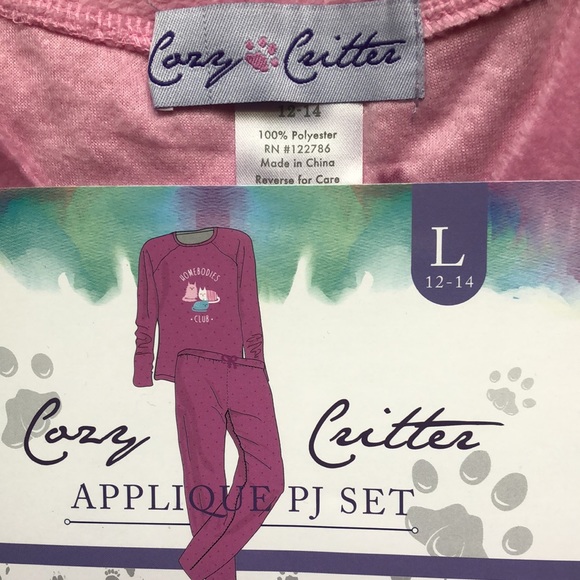 Cozy Critter
12-14
100% Polyester
RN #122786
Made in China
Reverse for Care
L
12-14
HOMEBODIES
· CLUB ·
Cozy Critter
APPLIQUE PJ SET